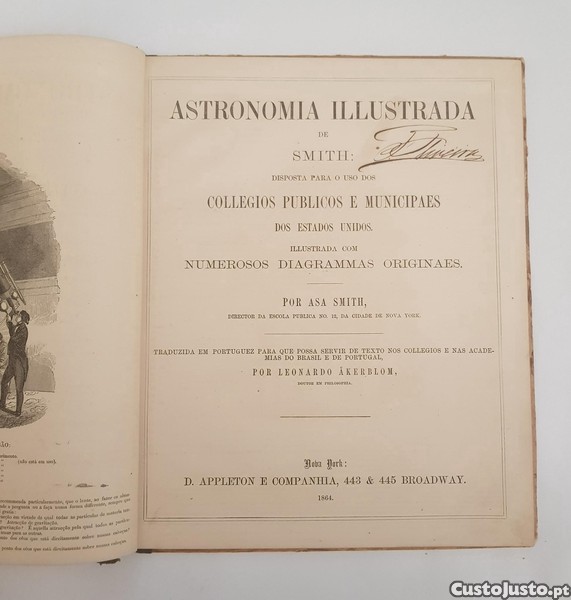 ASTRONOMIA ILLUSTRADA
DE
SMITH:
DISPOSTA PARA O USO DOS
COLLEGIOS PUBLICOS E MUNICIPAES
DOS ESTADOS UNIDOS.
ILLUSTRADA COM
NUMEROSOS DIAGRAMMAS ORIGINAES.
POR ASA SMITH,
DIRECTOR DA ESCOLA PUBLICA NO. 12, DA CIDADE DE NOVA YORK.
TRADUZIDA EM PORTUGUEZ PARA QUE POSSA SERVIR DE TEXTO NOS COLLEGIOS E NAS ACADE-
MIAS DO BRASIL E DE PORTUGAL,
POR LEONARDO ÅKERBLOM,
DOUTOR EM PHILOSOPHIA.
Nova York:
D. APPLETON E COMPANHIA, 443 & 445 BROADWAY.
1864.
CustoJusto.pt